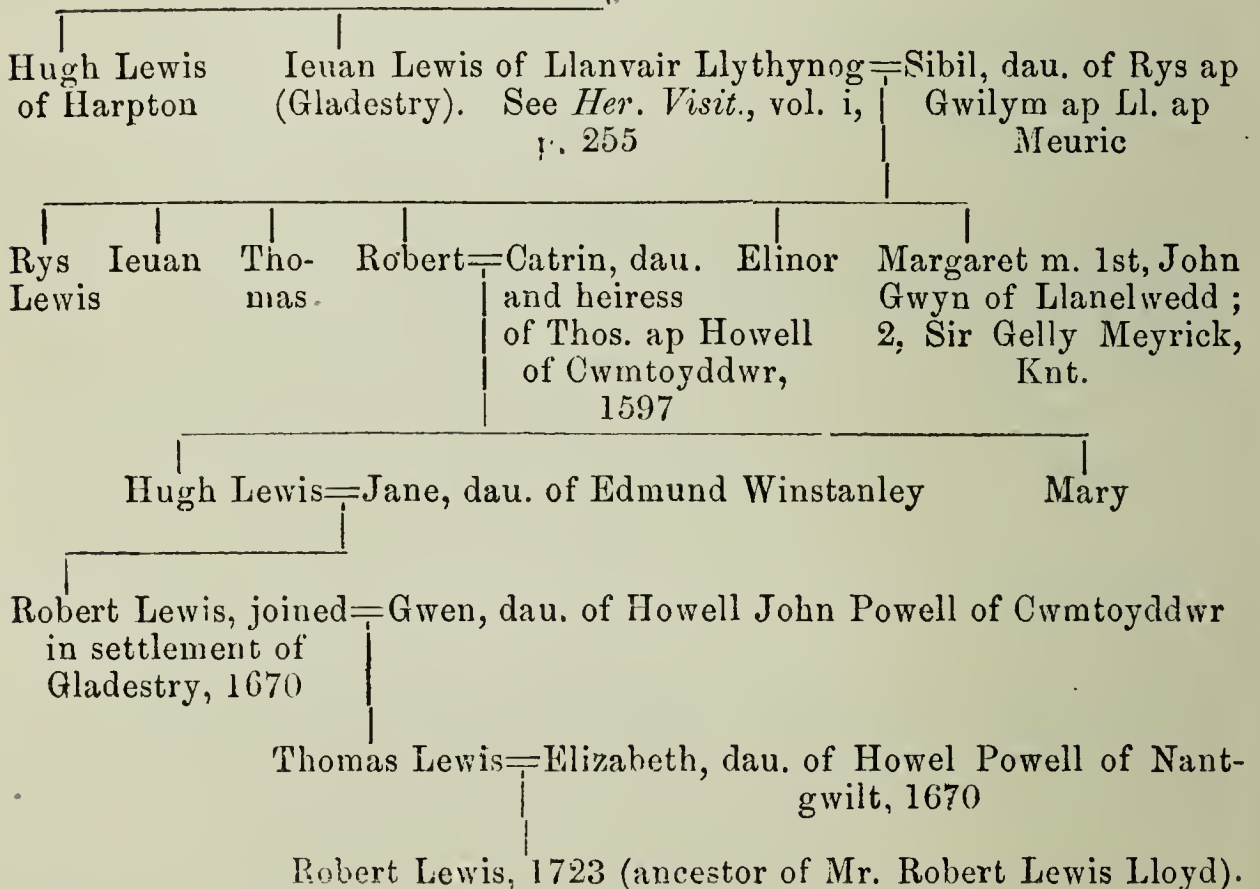 Hugh Lewis
of Harpton
Ieuan Lewis of Llanvair Llythynog=Sibil, dau. of Rys ap
(Gladestry). See Her. Visit., vol. i,
p. 255
Gwilym ap Ll. ap
Meuric
Rys
Lewis
Ieuan
Tho-
mas
Robert=Catrin, dau.
and heiress
of Thos. ap Howell
of Cwmtoyddwr,
1597
Elinor
Margaret m. 1st, John
Gwyn of Llanelwedd ;
2, Sir Gelly Meyrick,
Knt.
Hugh Lewis=Jane, dau. of Edmund Winstanley
Mary
Robert Lewis, joined=Gwen, dau. of Howell John Powell of Cwmtoyddwr
in settlement of
Gladestry, 1670
Thomas Lewis=Elizabeth, dau. of Howel Powell of Nant-
gwilt, 1670
Robert Lewis, 1723 (ancestor of Mr. Robert Lewis Lloyd).